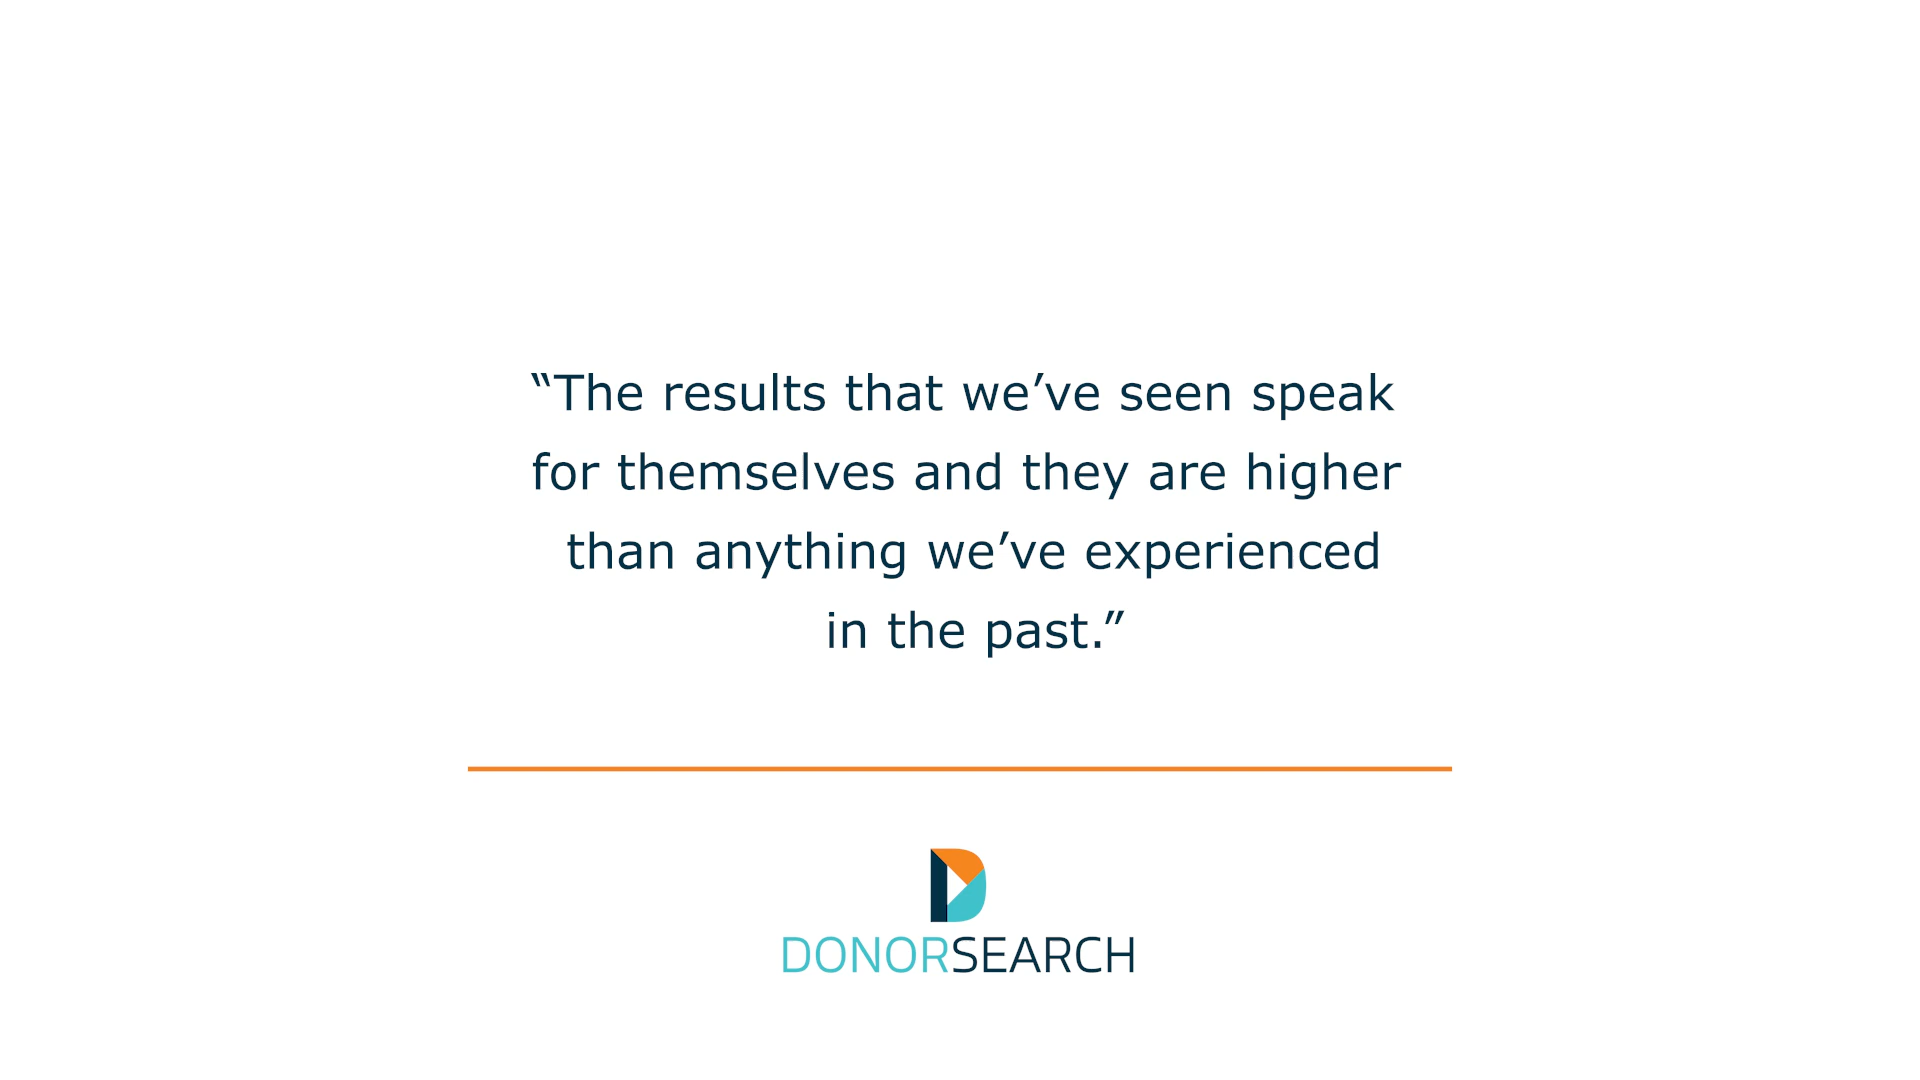 “The results that we’ve seen speak
for themselves and they are higher
than anything we’ve experienced
in the past.”
DONORSEARCH